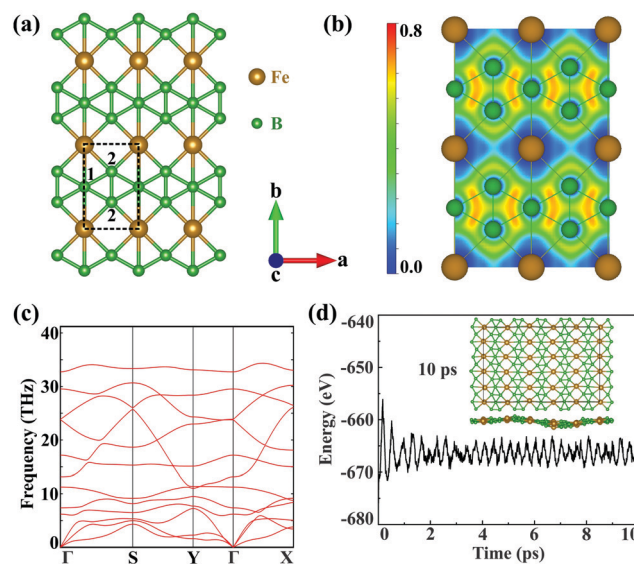 (a)
Fe
B
2
1
2
b
a
c
(b)
0.8
0.0
(c)
Frequency (THz)
40
30
20
10
0
Γ S Y Γ X
(d)
Energy (eV)
-640
-650
-660
-670
-680
10 ps
0 2 4 6 8 10
Time (ps)